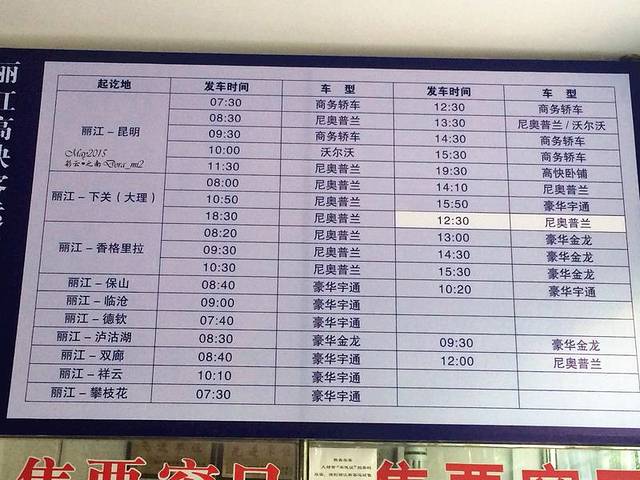 丽江高快客
起讫地 发车时间 车 型 发车时间 车 型
07:30 商务轿车 12:30 商务轿车
08:30 尼奥普兰 13:30 尼奥普兰/沃尔沃
丽江－昆明 09:30 商务轿车 14:30 商务轿车
10:00 沃尔沃 15:30 商务轿车
11:30 尼奥普兰 19:30 高快卧铺
May2015
彩云•之南 Dora_ml2
08:00 尼奥普兰 14:10 尼奥普兰
丽江－下关（大理） 10:50 尼奥普兰 15:50 豪华宇通
18:30 尼奥普兰 12:30 尼奥普兰
08:20 尼奥普兰 13:00 豪华金龙
丽江－香格里拉 09:30 尼奥普兰 14:30 豪华金龙
10:30 尼奥普兰 15:30 豪华金龙
丽江－保山 08:40 豪华宇通 10:20 豪华宇通
丽江－临沧 09:00 豪华宇通
丽江－德钦 07:40 豪华宇通
丽江－泸沽湖 08:30 豪华金龙 09:30 豪华金龙
丽江－双廊 08:40 豪华宇通 12:00 尼奥普兰
丽江－祥云 10:10 豪华宇通
丽江－攀枝花 07:30 豪华宇通
售票窗口
售票窗口